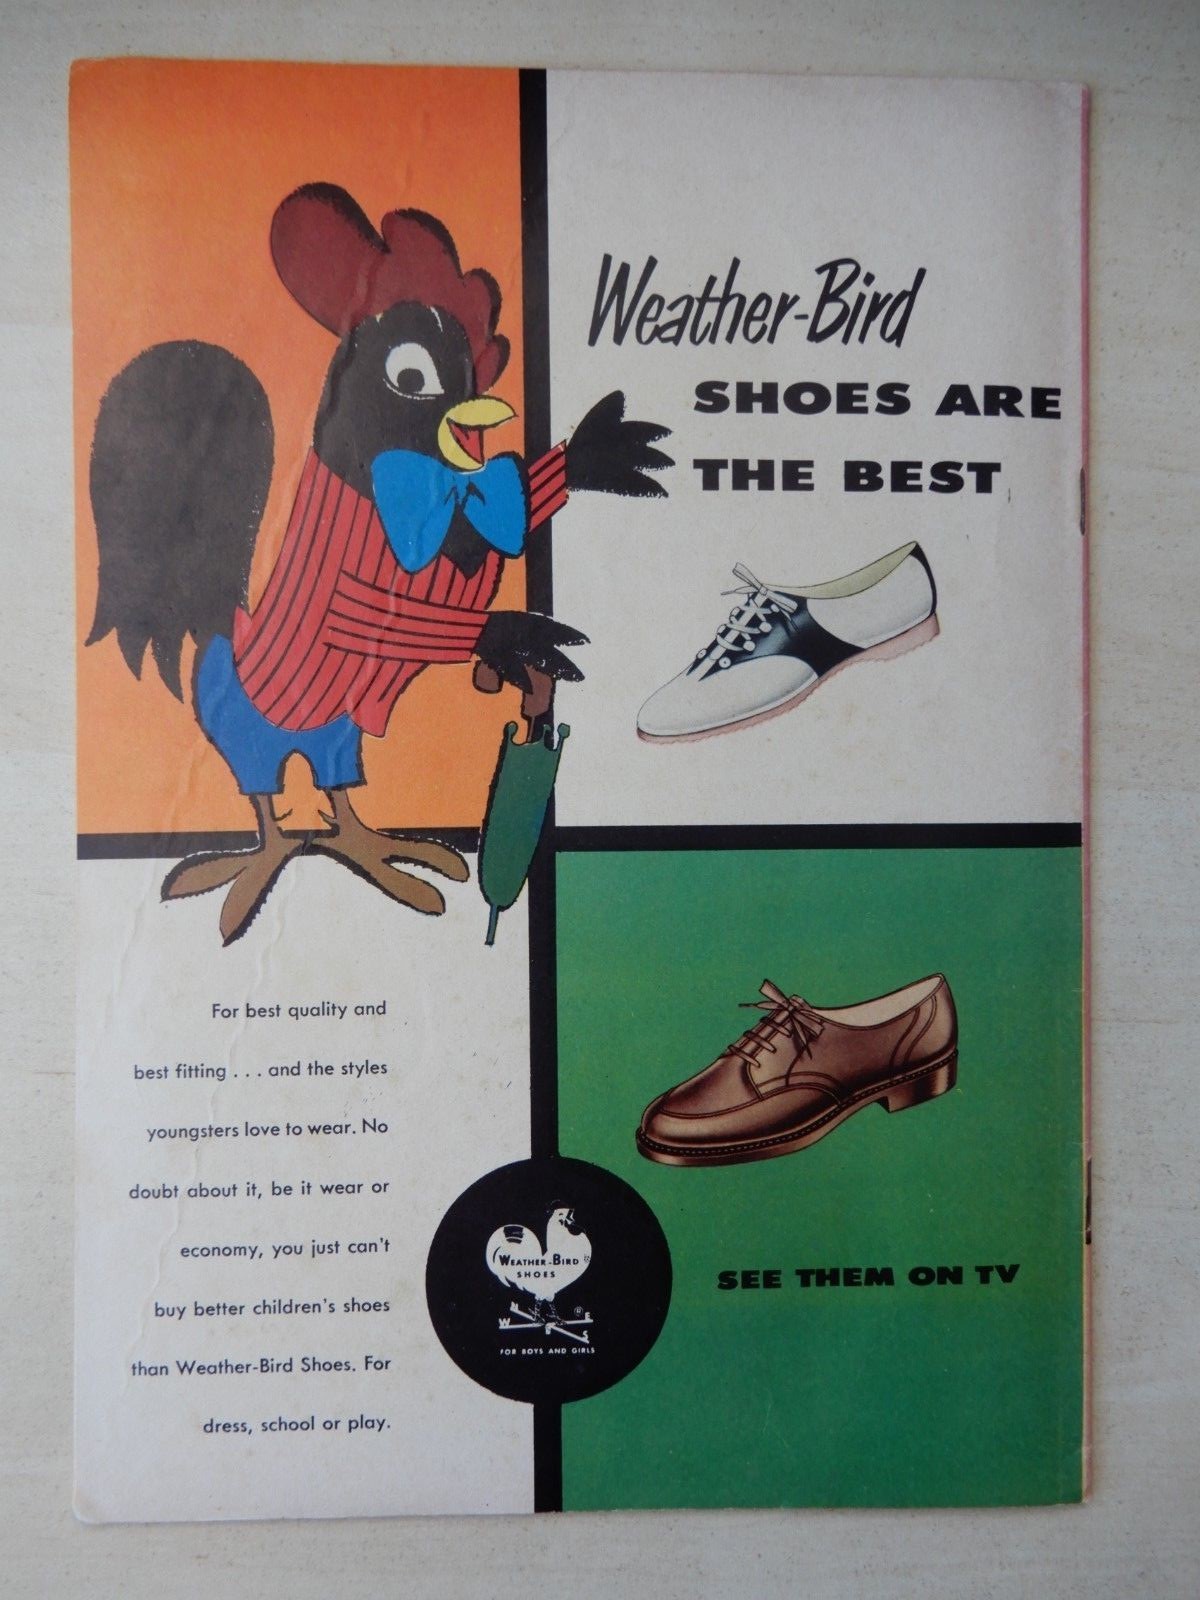 Weather-Bird
SHOES ARE
THE BEST
For best quality and
best fitting . . . and the styles
youngsters love to wear. No
doubt about it, be it wear or
economy, you just can't
buy better children's shoes
than Weather-Bird Shoes. For
dress, school or play.
WEATHER-BIRD
SHOES
N
W E
S
FOR BOYS AND GIRLS
SEE THEM ON TV